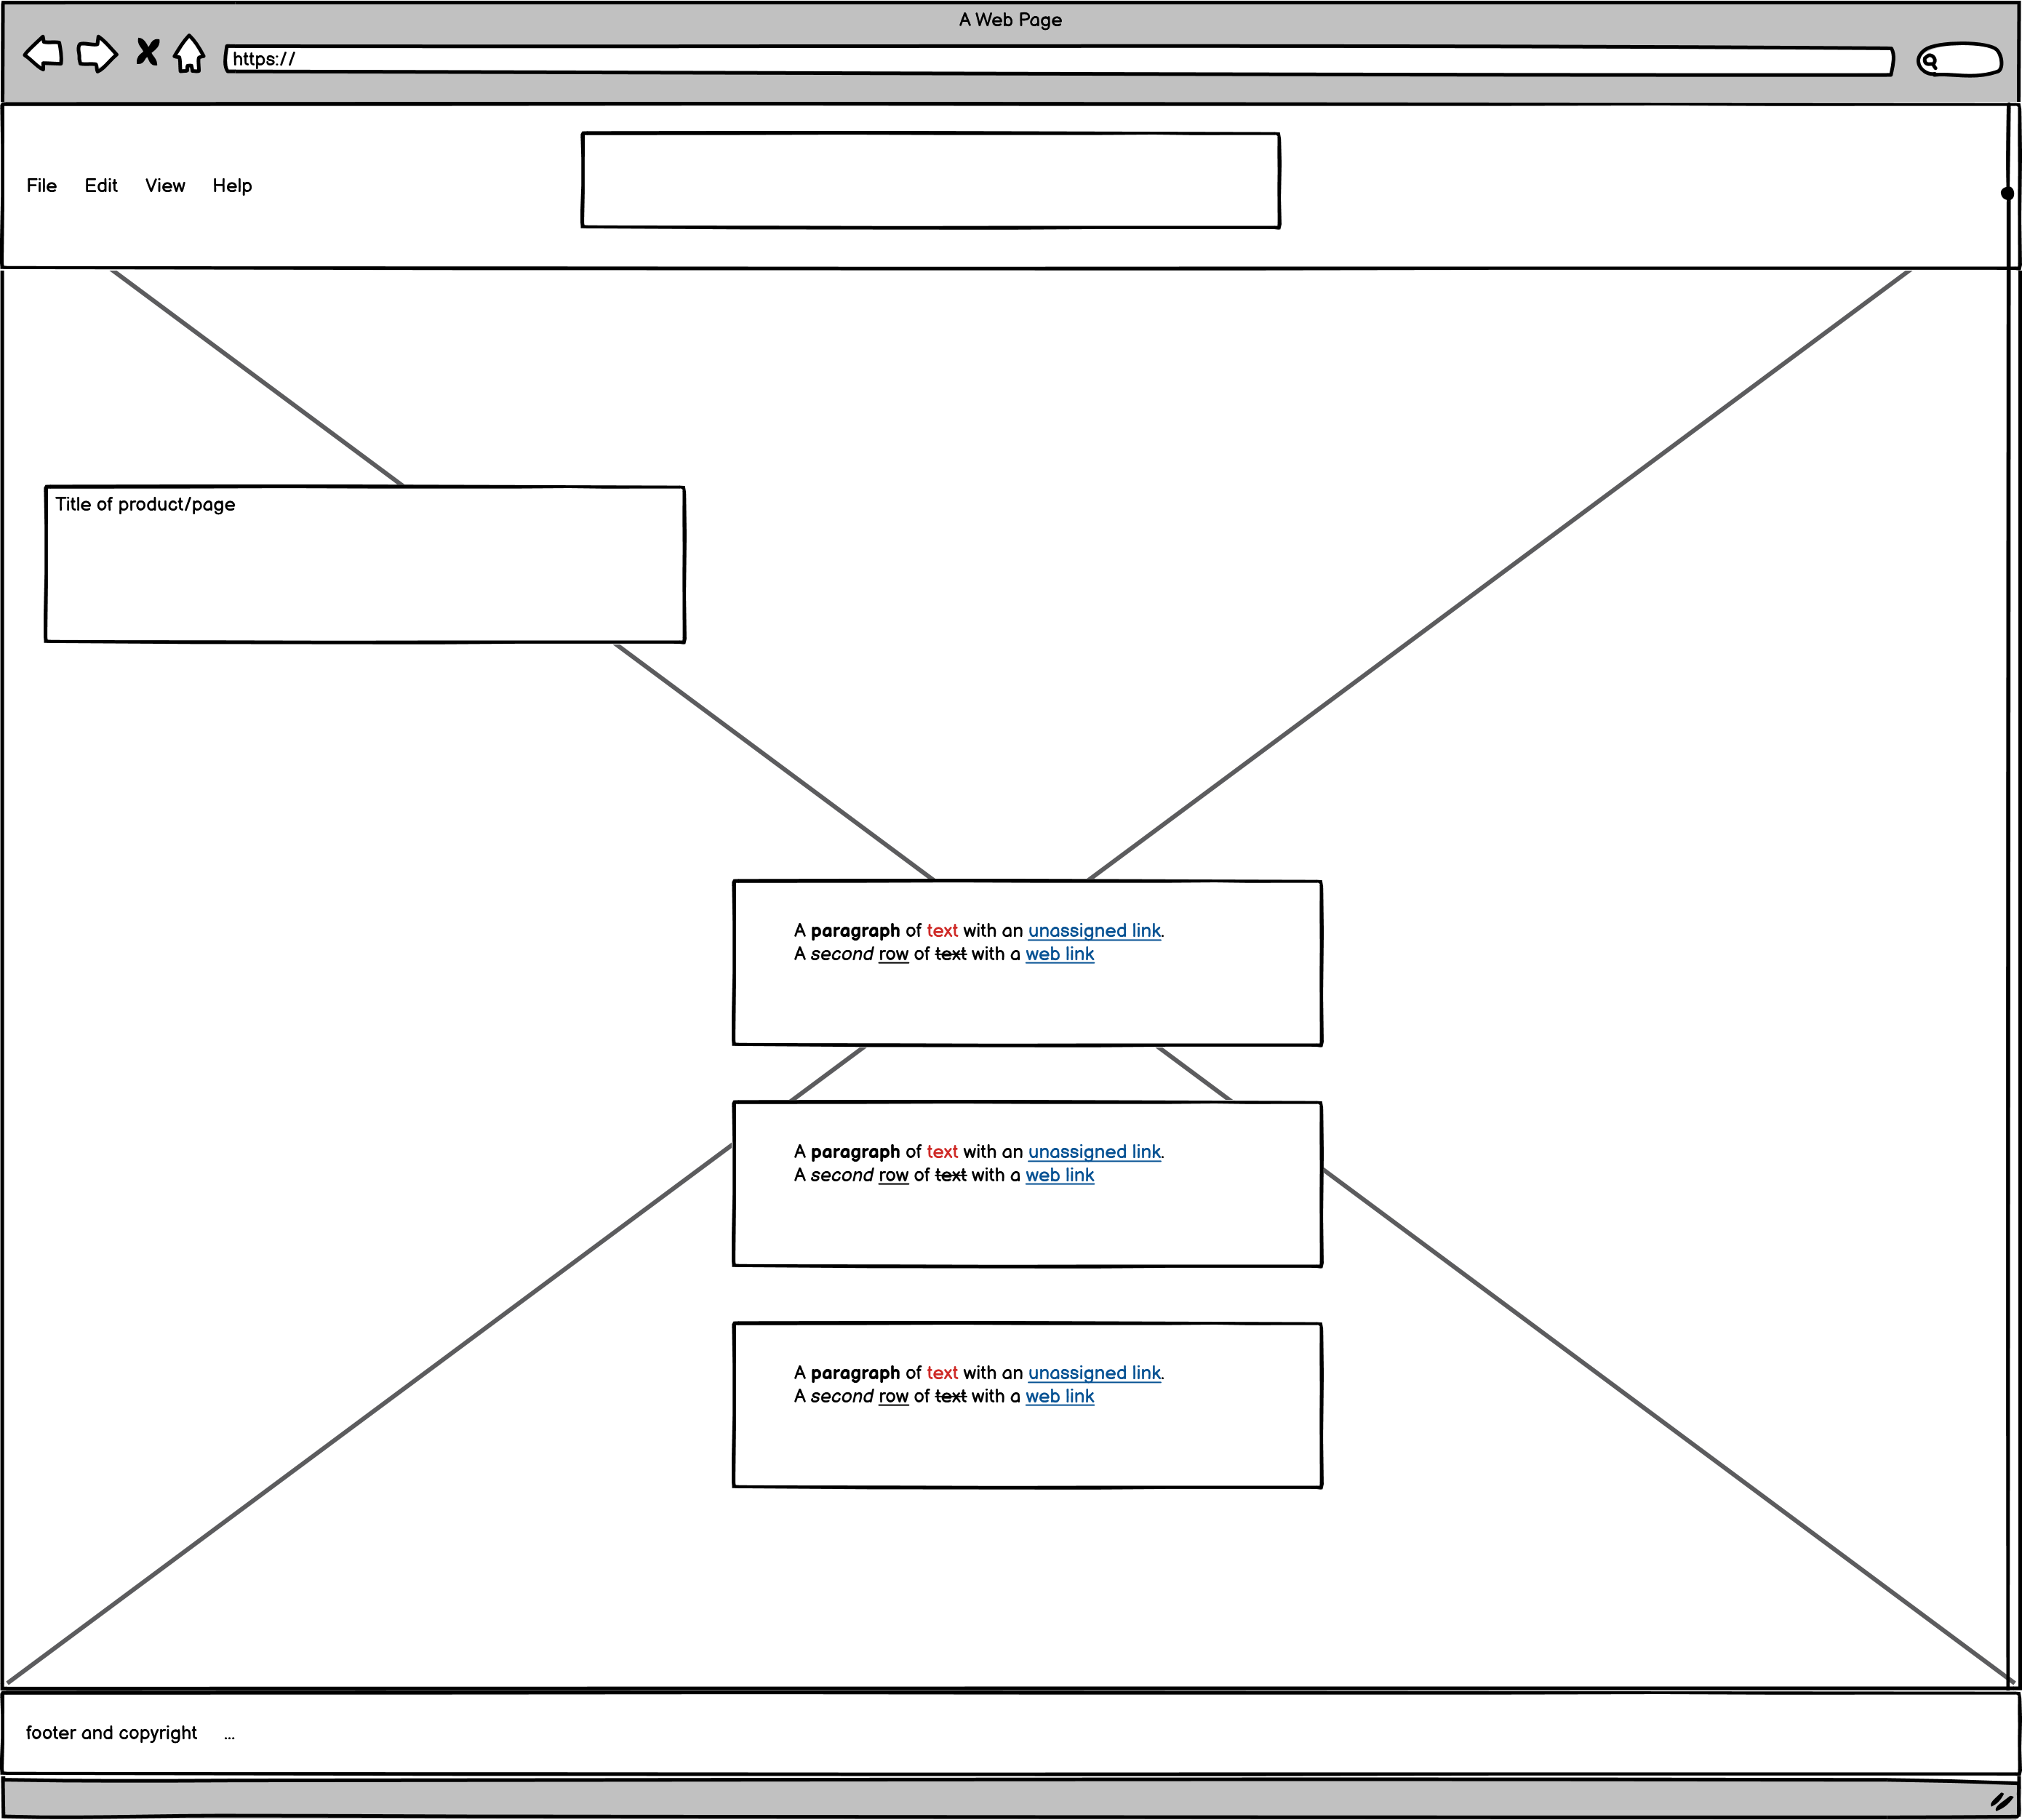 A Web Page
https://
File Edit View Help
Title of product/page
A paragraph of text with an unassigned link.
A second row of text with a web link
A paragraph of text with an unassigned link.
A second row of text with a web link
A paragraph of text with an unassigned link.
A second row of text with a web link
footer and copyright ...